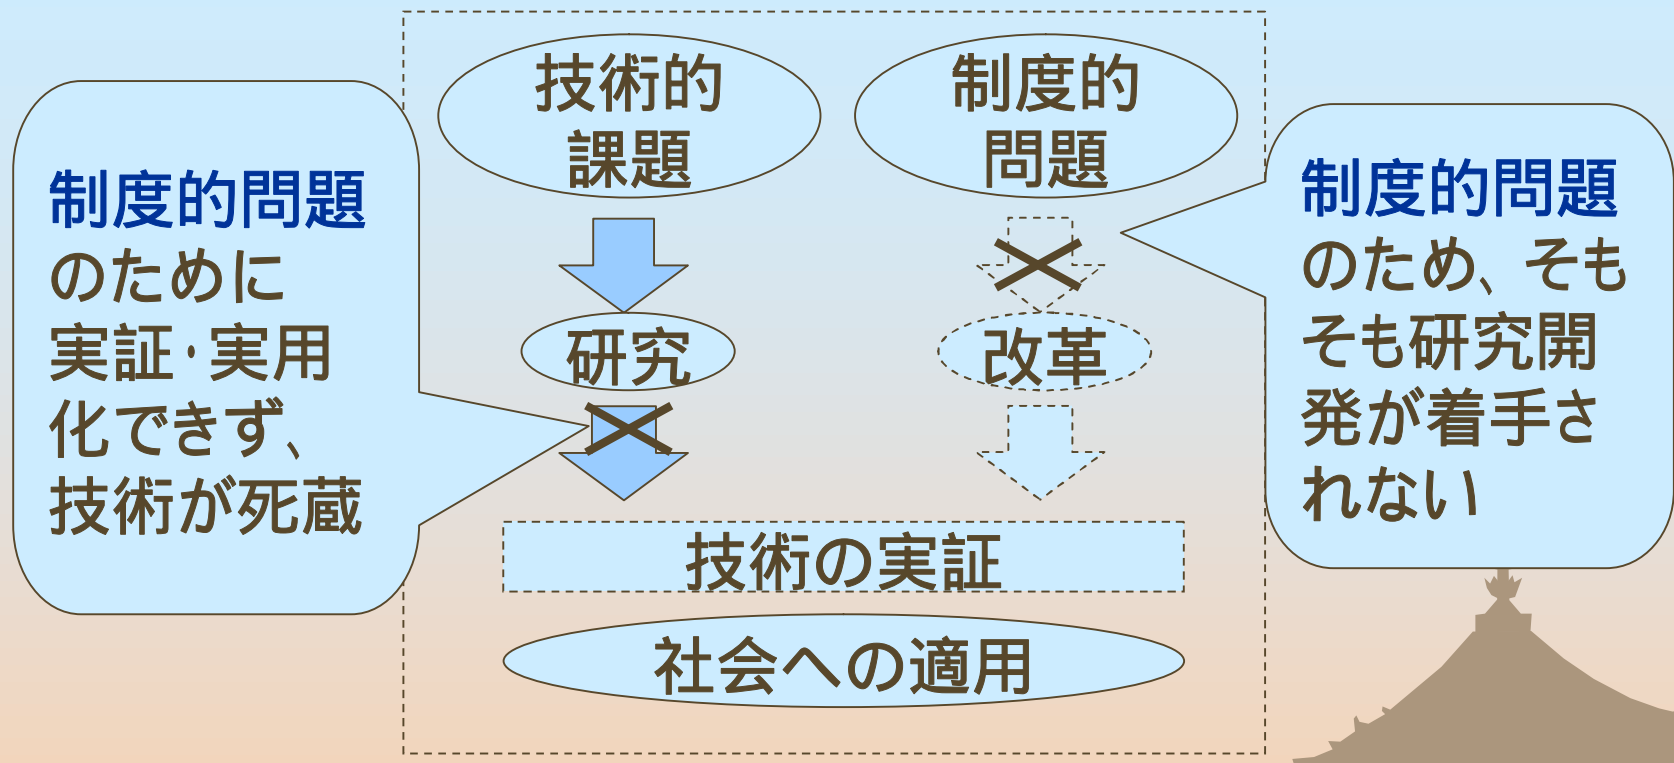 技術的
課題
制度的
問題
制度的問題
のために
実証・実用
化できず、
技術が死蔵
制度的問題
のため、そも
そも研究開
発が着手さ
れない
研究
改革
技術の実証
社会への適用